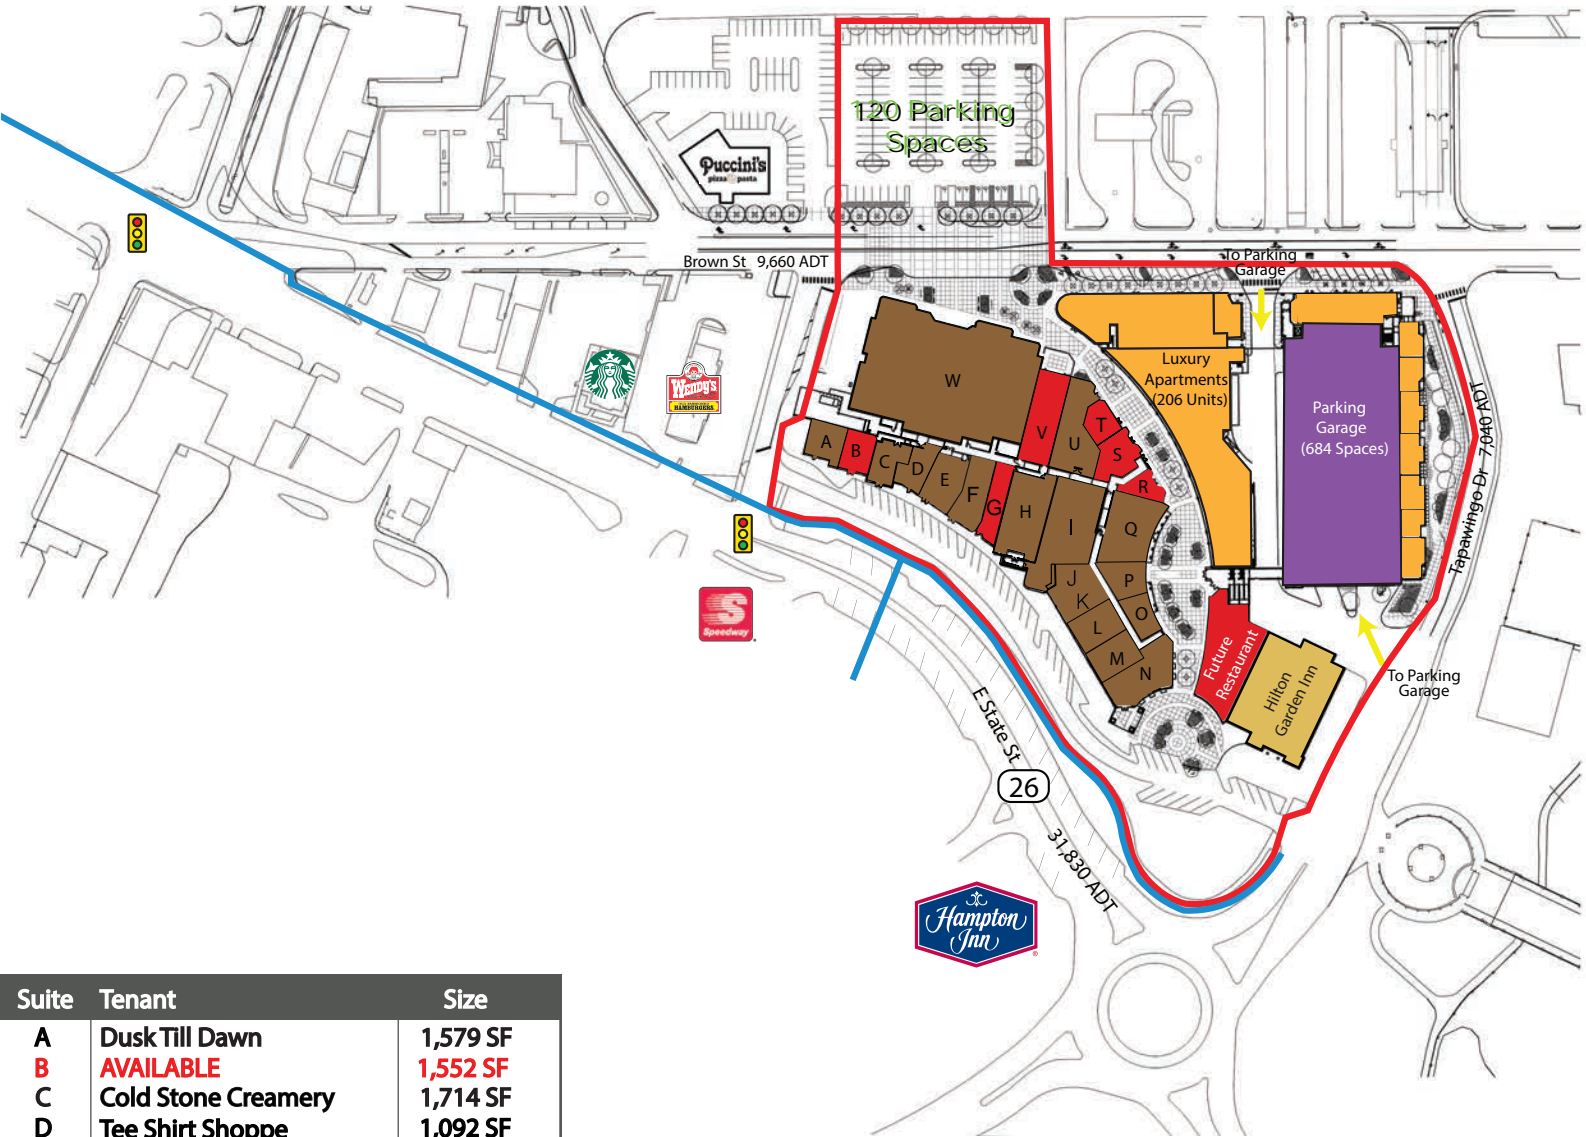 120 Parking
Spaces
Puccini's
pizza & pasta
Brown St 9,660 ADT
To Parking
Garage
Luxury
Apartments
(206 Units)
Parking
Garage
(684 Spaces)
Tapawingo Dr 7,040 ADT
WENDY'S
OLD FASHIONED
HAMBURGERS
W
V
U
T
S
R
A
B
C
D
E
F
G
H
I
Q
J
P
K
O
L
M
N
Future
Restaurant
Hilton
Garden Inn
To Parking
Garage
S
Speedway
E State St
26
31,830 ADT
Hampton
Inn
Suite Tenant Size
A Dusk Till Dawn 1,579 SF
B AVAILABLE 1,552 SF
C Cold Stone Creamery 1,714 SF
D Tee Shirt Shoppe 1,092 SF